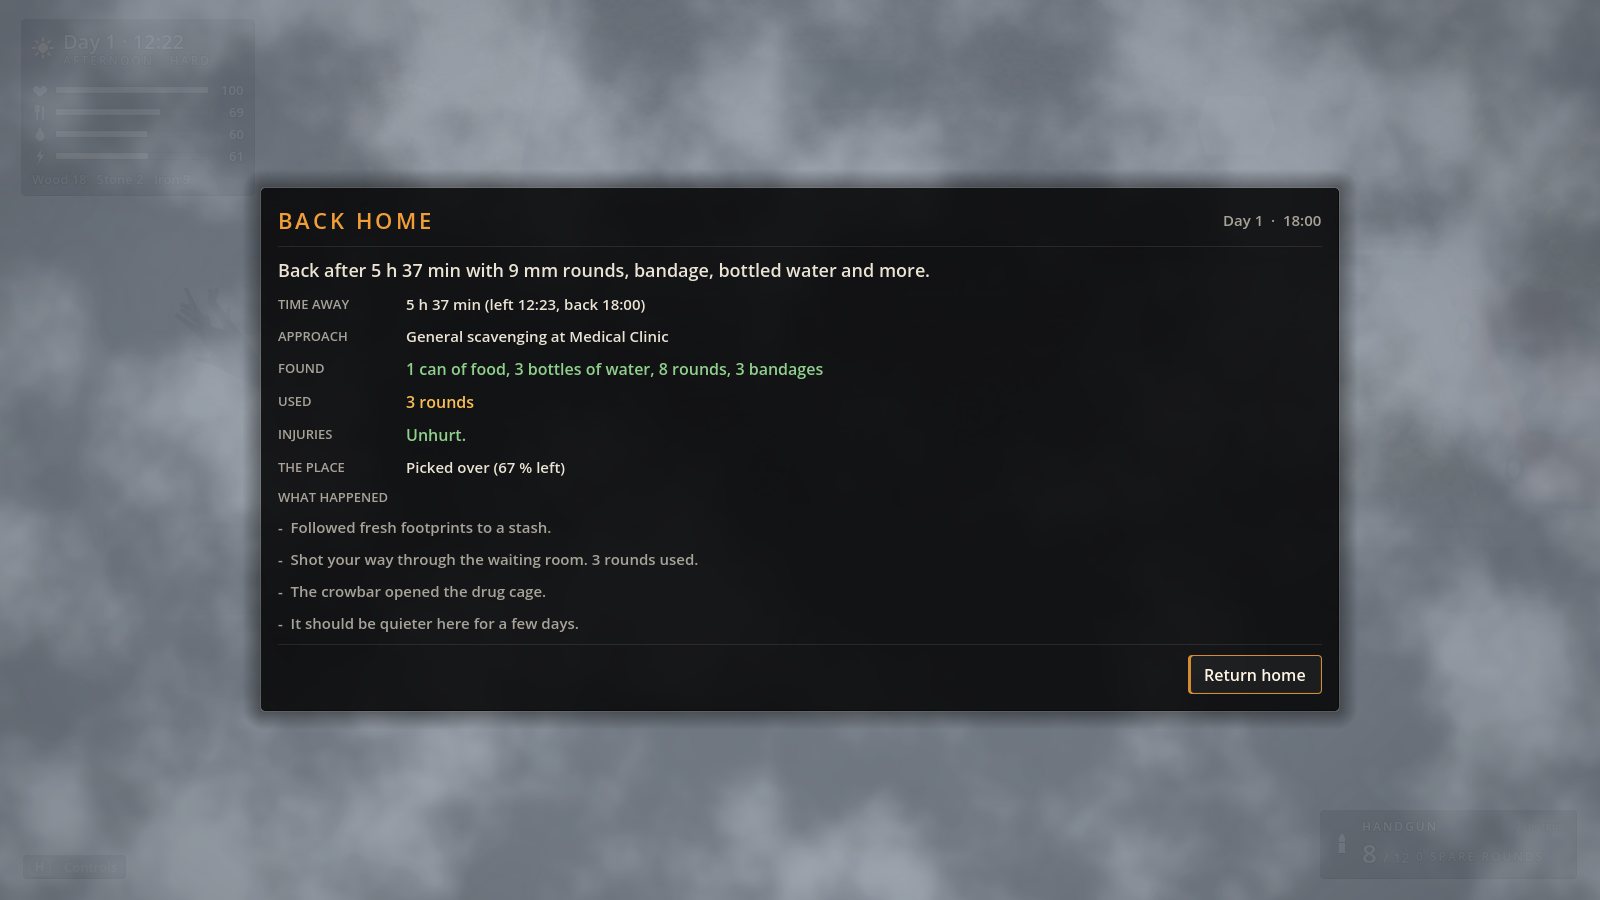 Day 1 · 12:22
AFTERNOON HARD
100
69
60
61
Wood 18 Stone 2 Iron 9
BACK HOME
Day 1 · 18:00
Back after 5 h 37 min with 9 mm rounds, bandage, bottled water and more.
TIME AWAY 5 h 37 min (left 12:23, back 18:00)
APPROACH General scavenging at Medical Clinic
FOUND 1 can of food, 3 bottles of water, 8 rounds, 3 bandages
USED 3 rounds
INJURIES Unhurt.
THE PLACE Picked over (67 % left)
WHAT HAPPENED
- Followed fresh footprints to a stash.
- Shot your way through the waiting room. 3 rounds used.
- The crowbar opened the drug cage.
- It should be quieter here for a few days.
Return home
HANDGUN
8 / 12 0 SPARE ROUNDS
H Controls